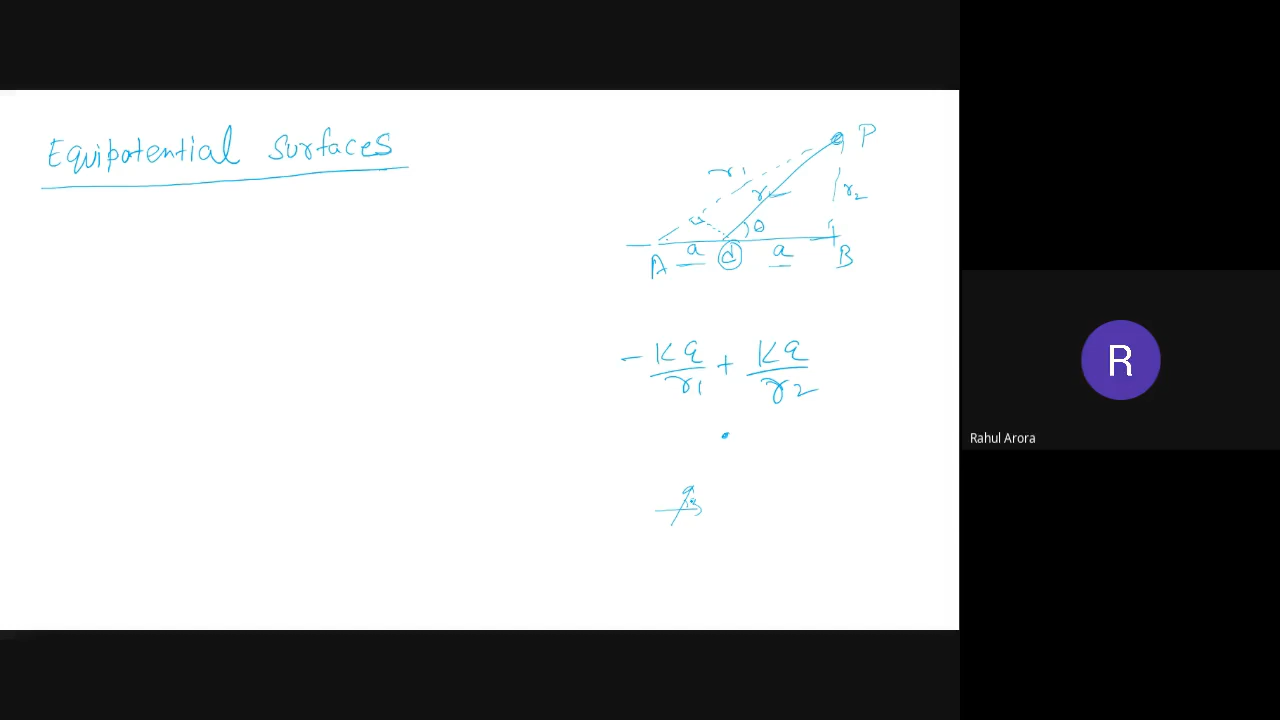 Equipotential Surfaces
P
r1
r
r2
θ
a d a
A B
- Kq/r1 + Kq/r2
R
Rahul Arora